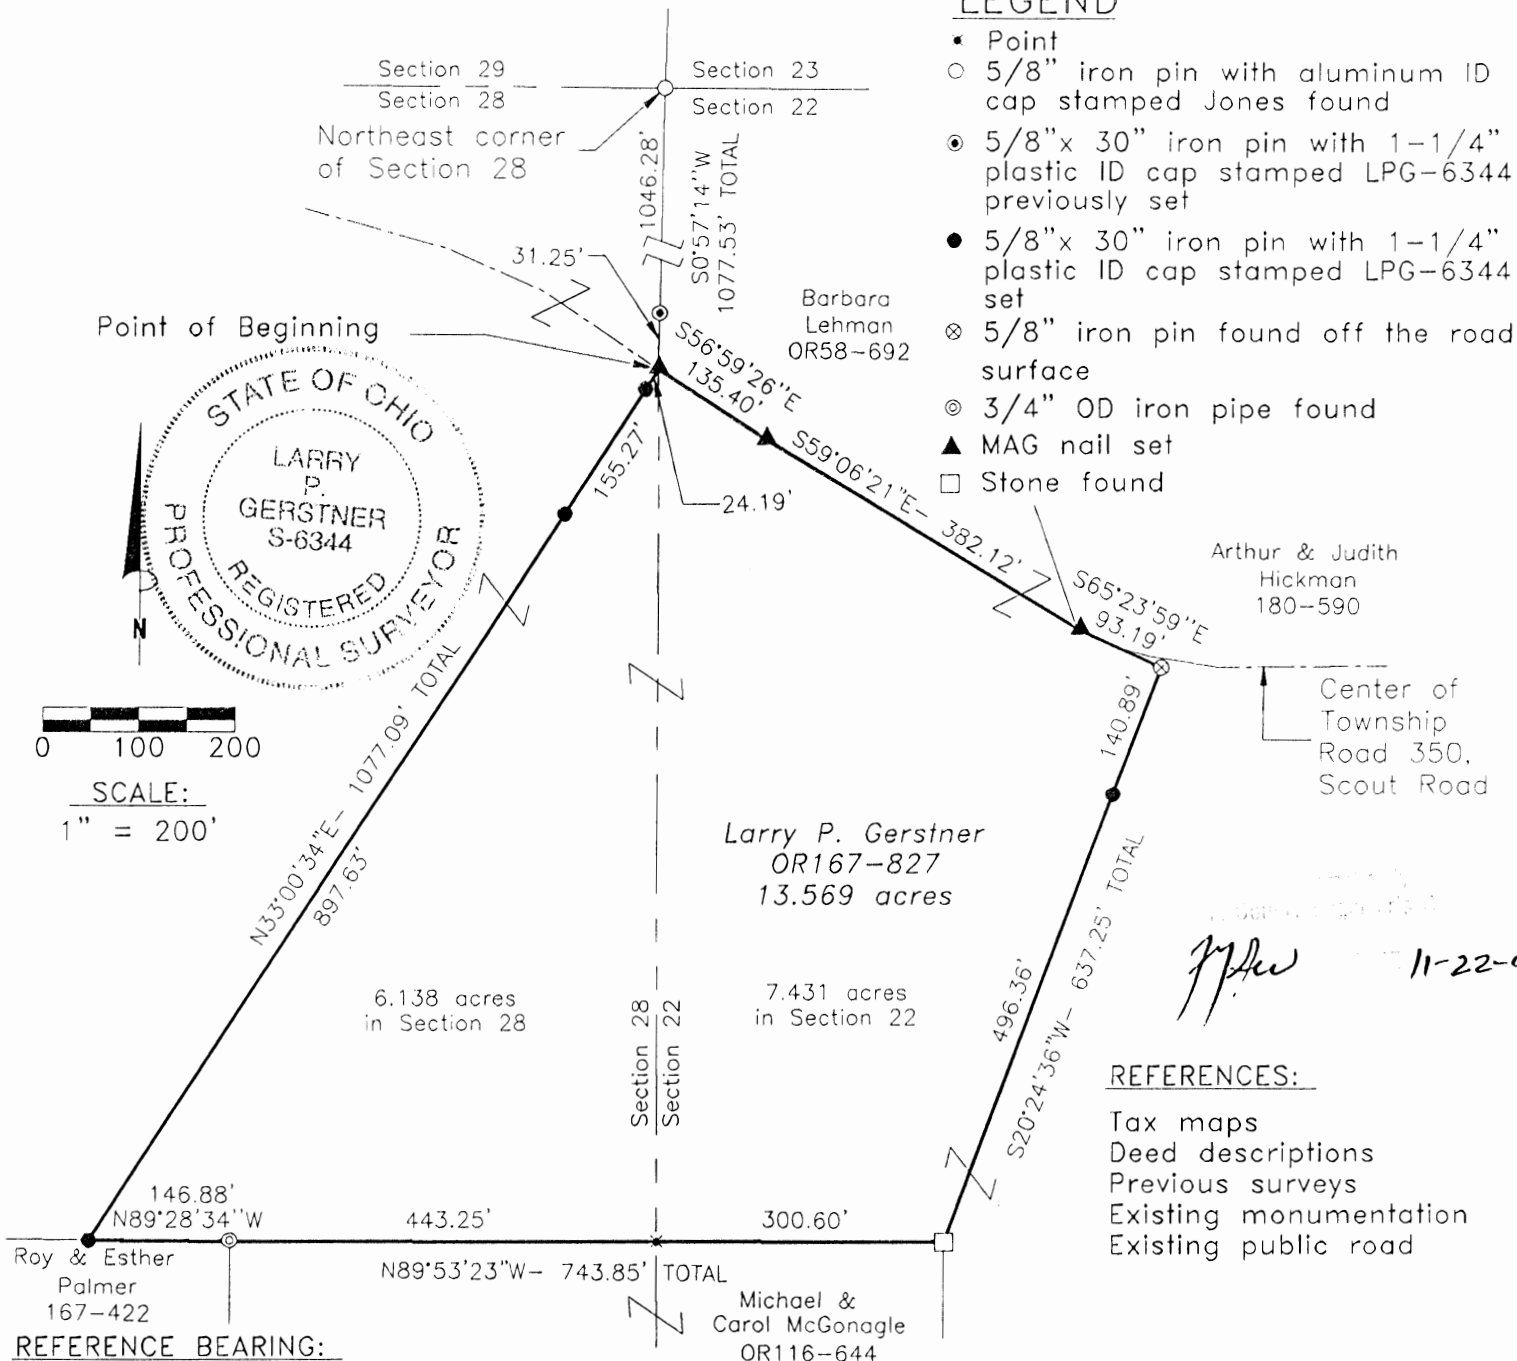 LEGEND
Point
5/8" iron pin with aluminum ID
cap stamped Jones found
5/8"x 30" iron pin with 1-1/4"
plastic ID cap stamped LPG-6344
previously set
5/8"x 30" iron pin with 1-1/4"
plastic ID cap stamped LPG-6344
set
5/8" iron pin found off the road
surface
3/4" OD iron pipe found
MAG nail set
Stone found
Section 29
Section 28
Section 23
Section 22
Northeast corner
of Section 28
1046.28'
S0°57'14"W
1077.53' TOTAL
31.25'
Point of Beginning
Barbara
Lehman
OR58-692
S56°59'26"E
135.40'
S59°06'21"E- 382.12'
S65°23'59"E
93.19'
24.19'
155.27'
STATE OF OHIO
LARRY
P.
GERSTNER
S-6344
REGISTERED
PROFESSIONAL SURVEYOR
N
0 100 200
SCALE:
1" = 200'
Arthur & Judith
Hickman
180-590
Center of
Township
Road 350,
Scout Road
140.89'
N33°00'34"E- 1077.09' TOTAL
897.63'
Larry P. Gerstner
OR167-827
13.569 acres
6.138 acres
in Section 28
7.431 acres
in Section 22
Section 28
Section 22
496.36'
S20°24'36"W- 637.25' TOTAL
11-22-
REFERENCES:
Tax maps
Deed descriptions
Previous surveys
Existing monumentation
Existing public road
146.88'
N89°28'34"W
443.25'
300.60'
N89°53'23"W- 743.85' TOTAL
Roy & Esther
Palmer
167-422
Michael &
Carol McGonagle
OR116-644
REFERENCE BEARING: